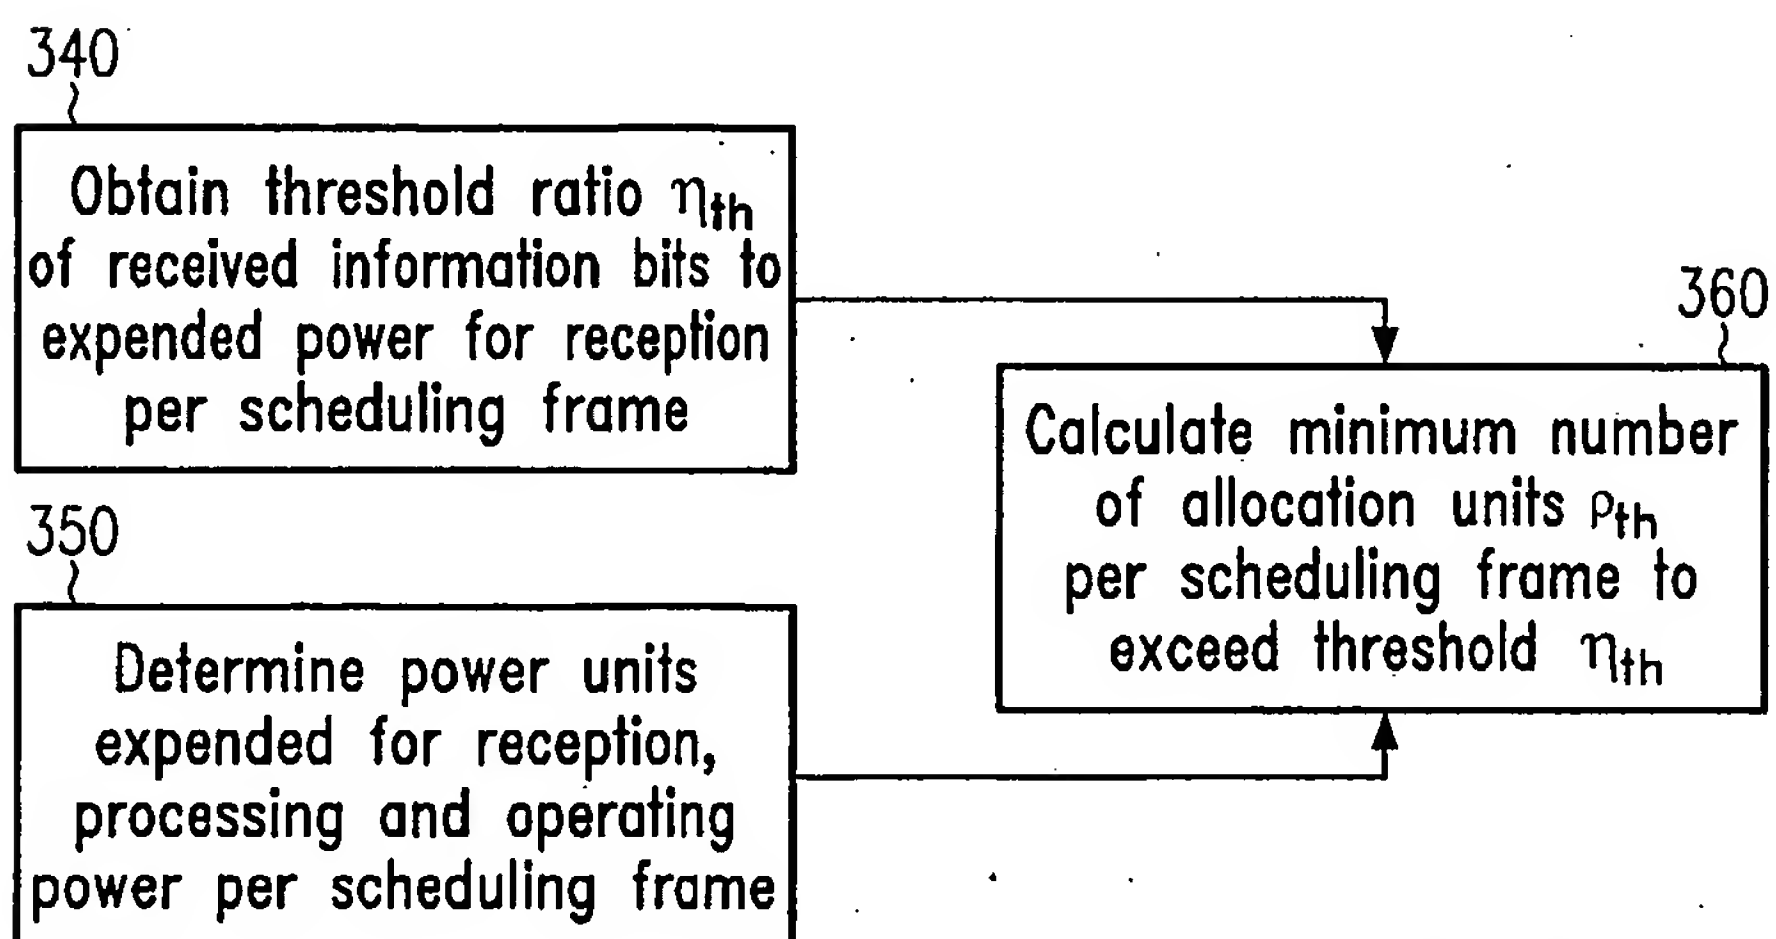 340
Obtain threshold ratio ηth
of received information bits to
expended power for reception
per scheduling frame
350
Determine power units
expended for reception,
processing and operating
power per scheduling frame
360
Calculate minimum number
of allocation units ρth
per scheduling frame to
exceed threshold ηth